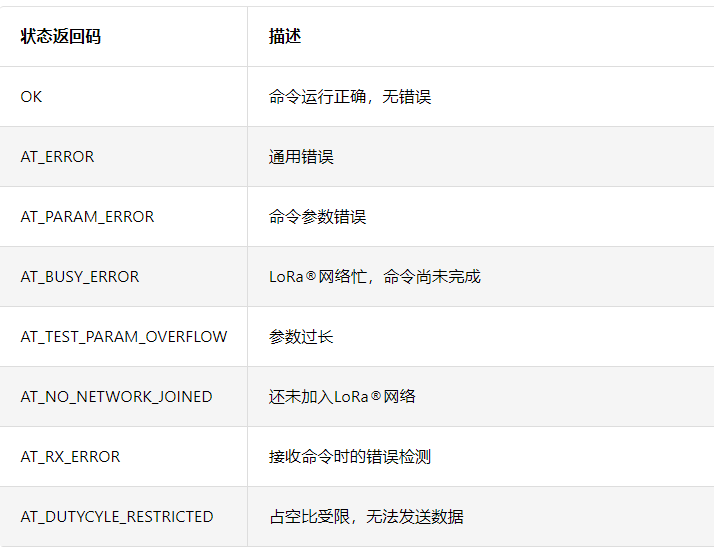 状态返回码 描述
OK 命令运行正确，无错误
AT_ERROR 通用错误
AT_PARAM_ERROR 命令参数错误
AT_BUSY_ERROR LoRa®网络忙，命令尚未完成
AT_TEST_PARAM_OVERFLOW 参数过长
AT_NO_NETWORK_JOINED 还未加入LoRa®网络
AT_RX_ERROR 接收命令时的错误检测
AT_DUTYCYLE_RESTRICTED 占空比受限，无法发送数据